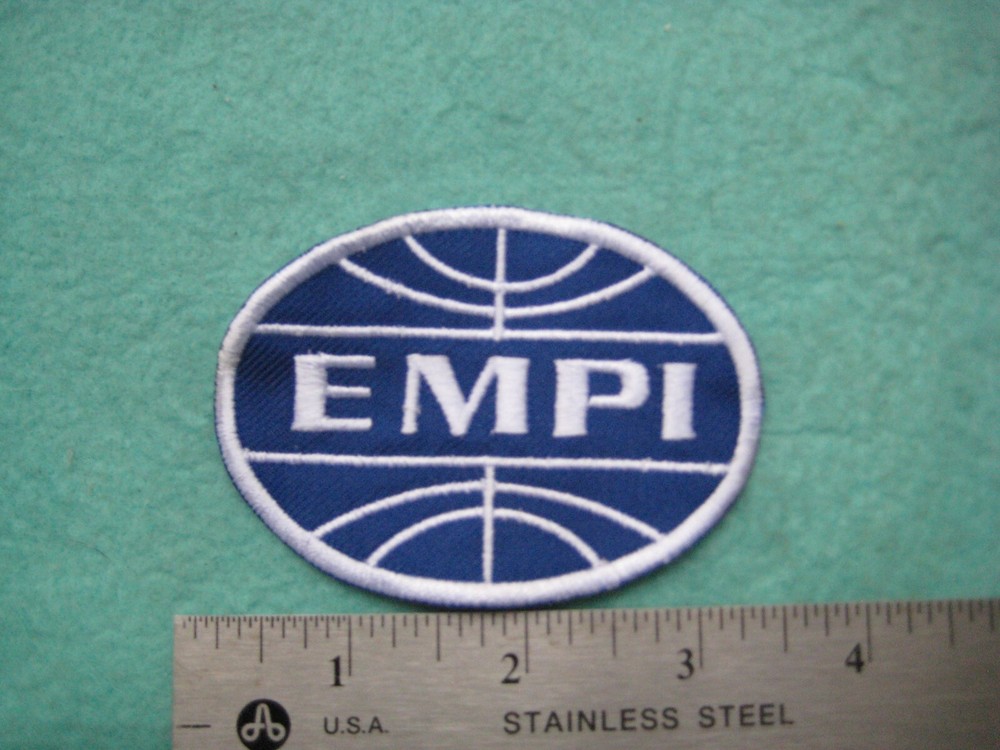 EMPI
1 2 3 4
U.S.A. STAINLESS STEEL